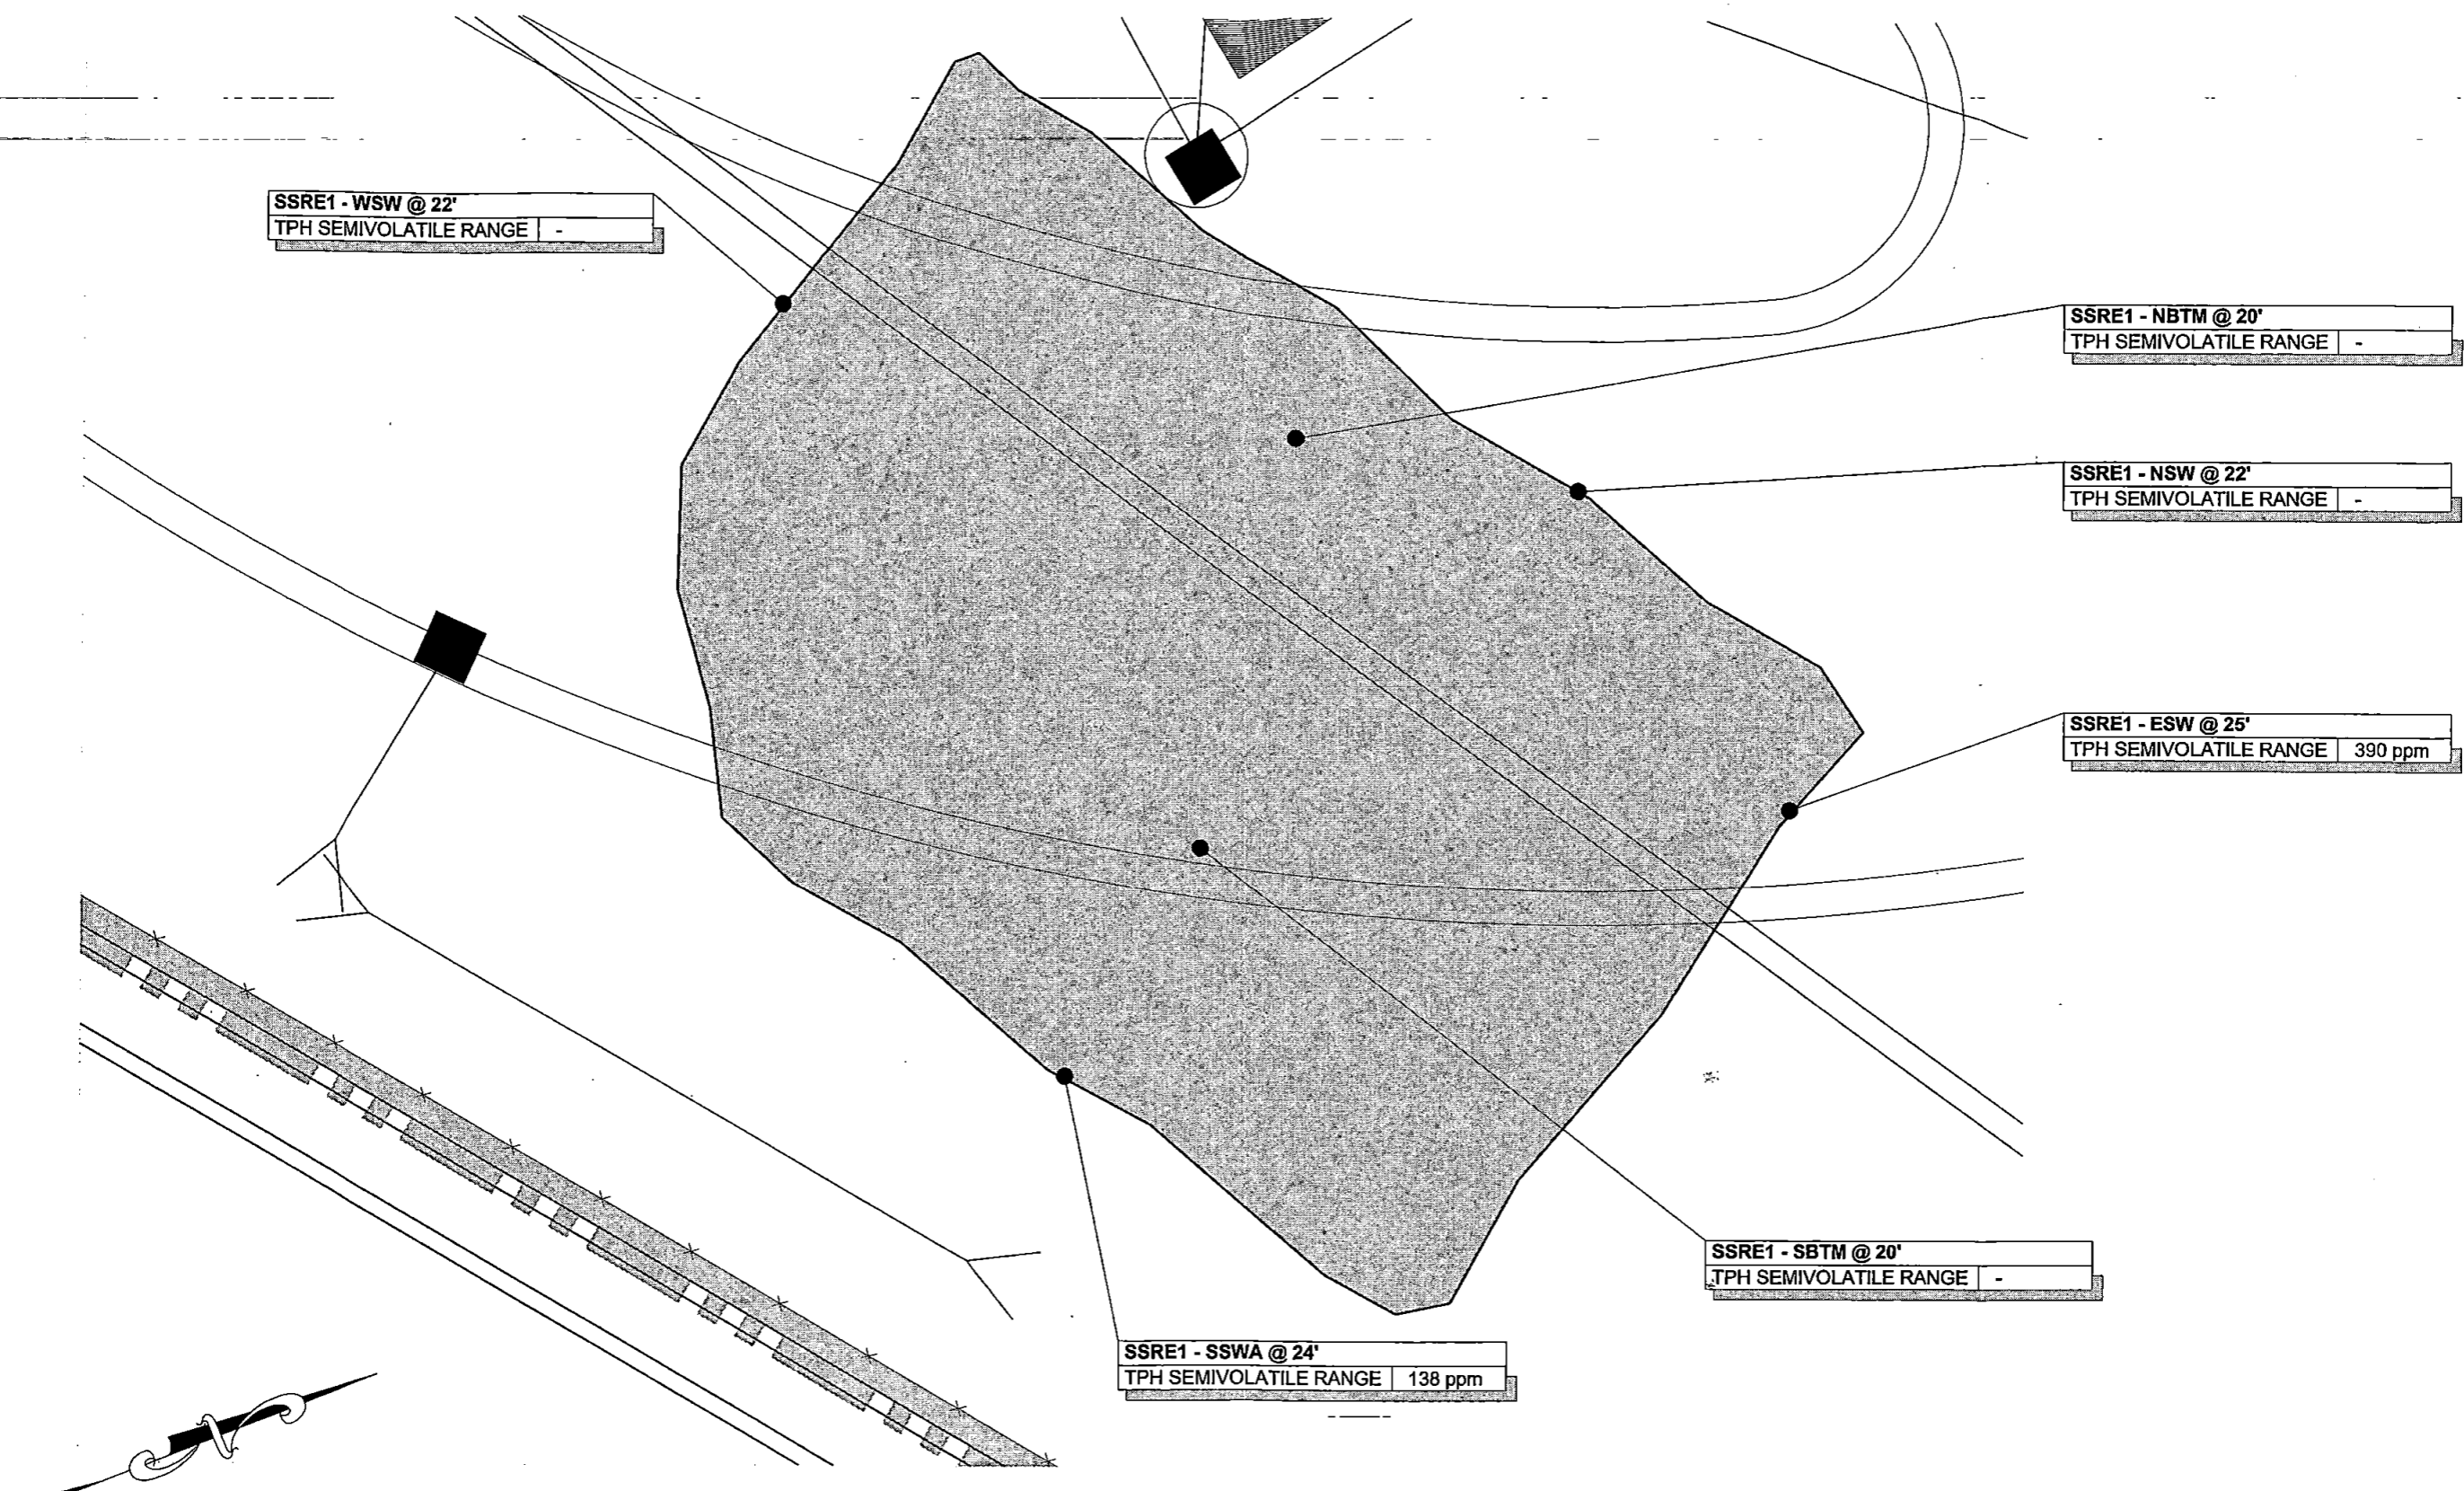 SSRE1 - WSW @ 22'
TPH SEMIVOLATILE RANGE -
SSRE1 - NBTM @ 20'
TPH SEMIVOLATILE RANGE -
SSRE1 - NSW @ 22'
TPH SEMIVOLATILE RANGE -
SSRE1 - ESW @ 25'
TPH SEMIVOLATILE RANGE 390 ppm
SSRE1 - SBTM @ 20'
TPH SEMIVOLATILE RANGE -
SSRE1 - SSWA @ 24'
TPH SEMIVOLATILE RANGE 138 ppm
N